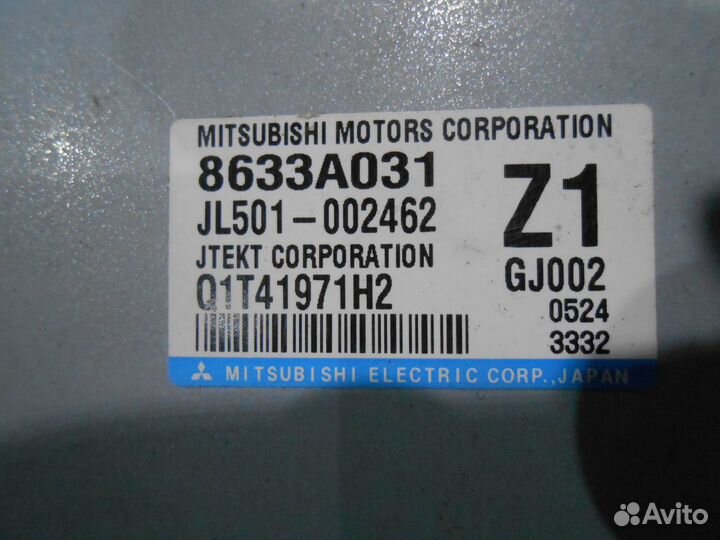 MITSUBISHI MOTORS CORPORATION
8633A031
JL501-002462
JTEKT CORPORATION
Q1T41971H2
Z1
GJ002
0524
3332
MITSUBISHI ELECTRIC CORP., JAPAN
Avito